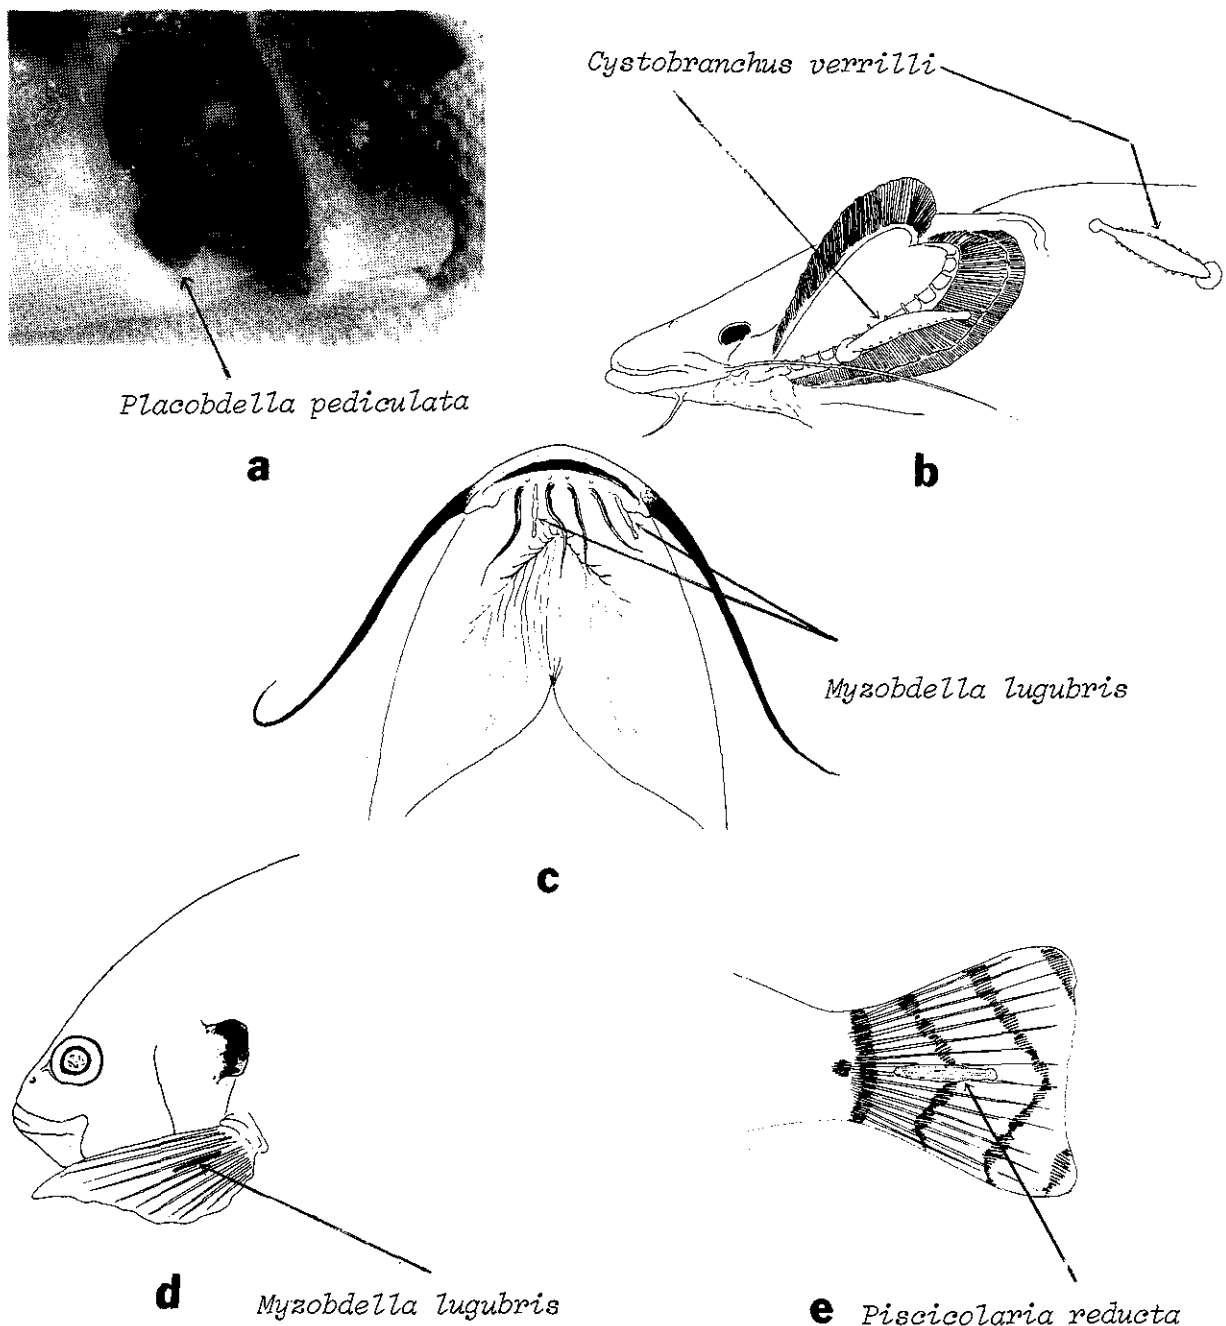 Cystobranchus verrilli
Placobdella pediculata
a
b
Myzobdella lugubris
c
d
Myzobdella lugubris
e
Piscicolaria reducta